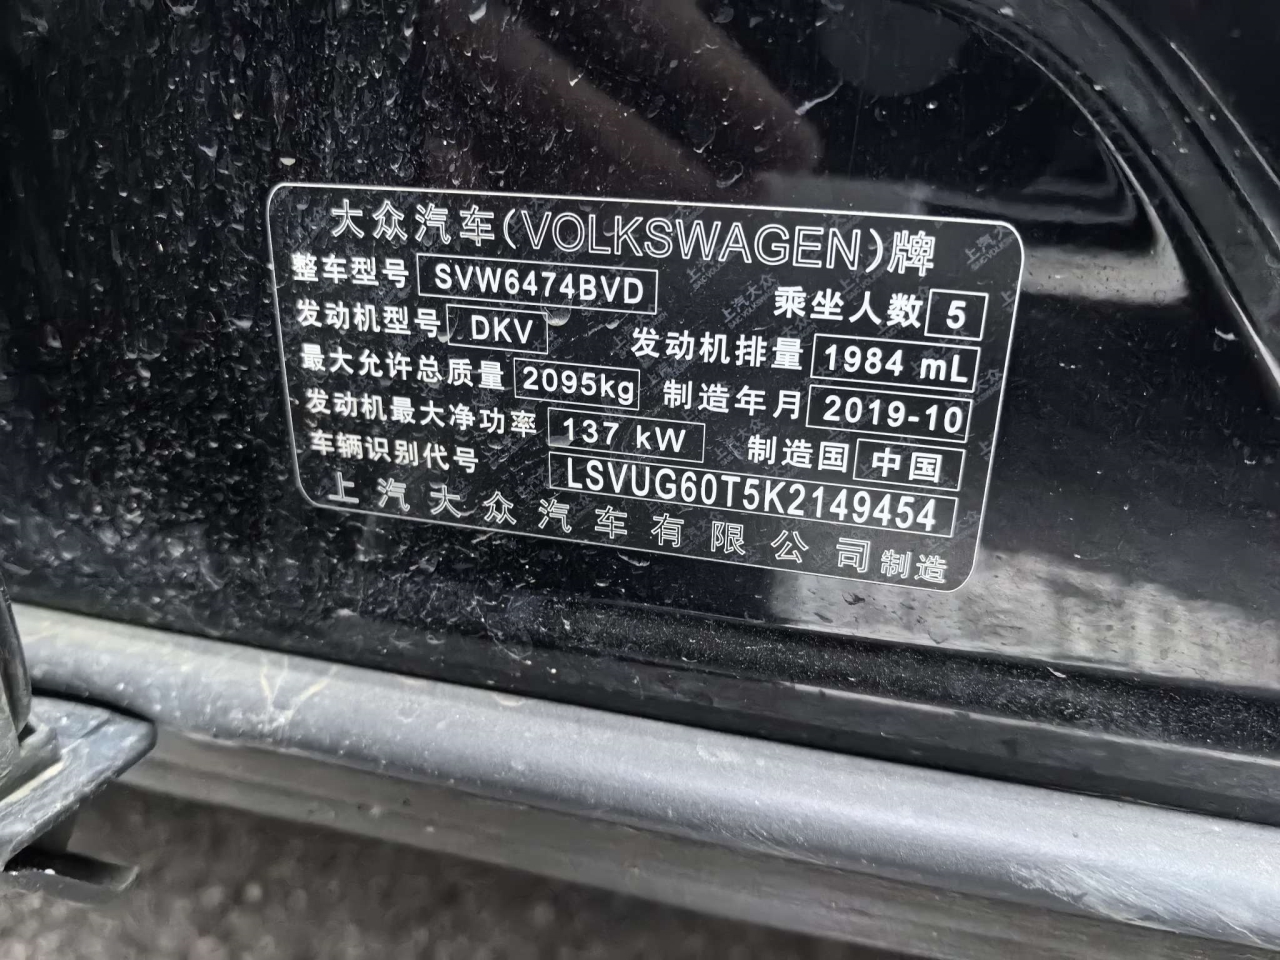 大众汽车(VOLKSWAGEN)牌
整车型号 SVW6474BVD 乘坐人数 5
发动机型号 DKV 发动机排量 1984 mL
最大允许总质量 2095kg 制造年月 2019-10
发动机最大净功率 137 kW 制造国 中国
车辆识别代号 LSVUG60T5K2149454
上汽大众汽车有限公司制造